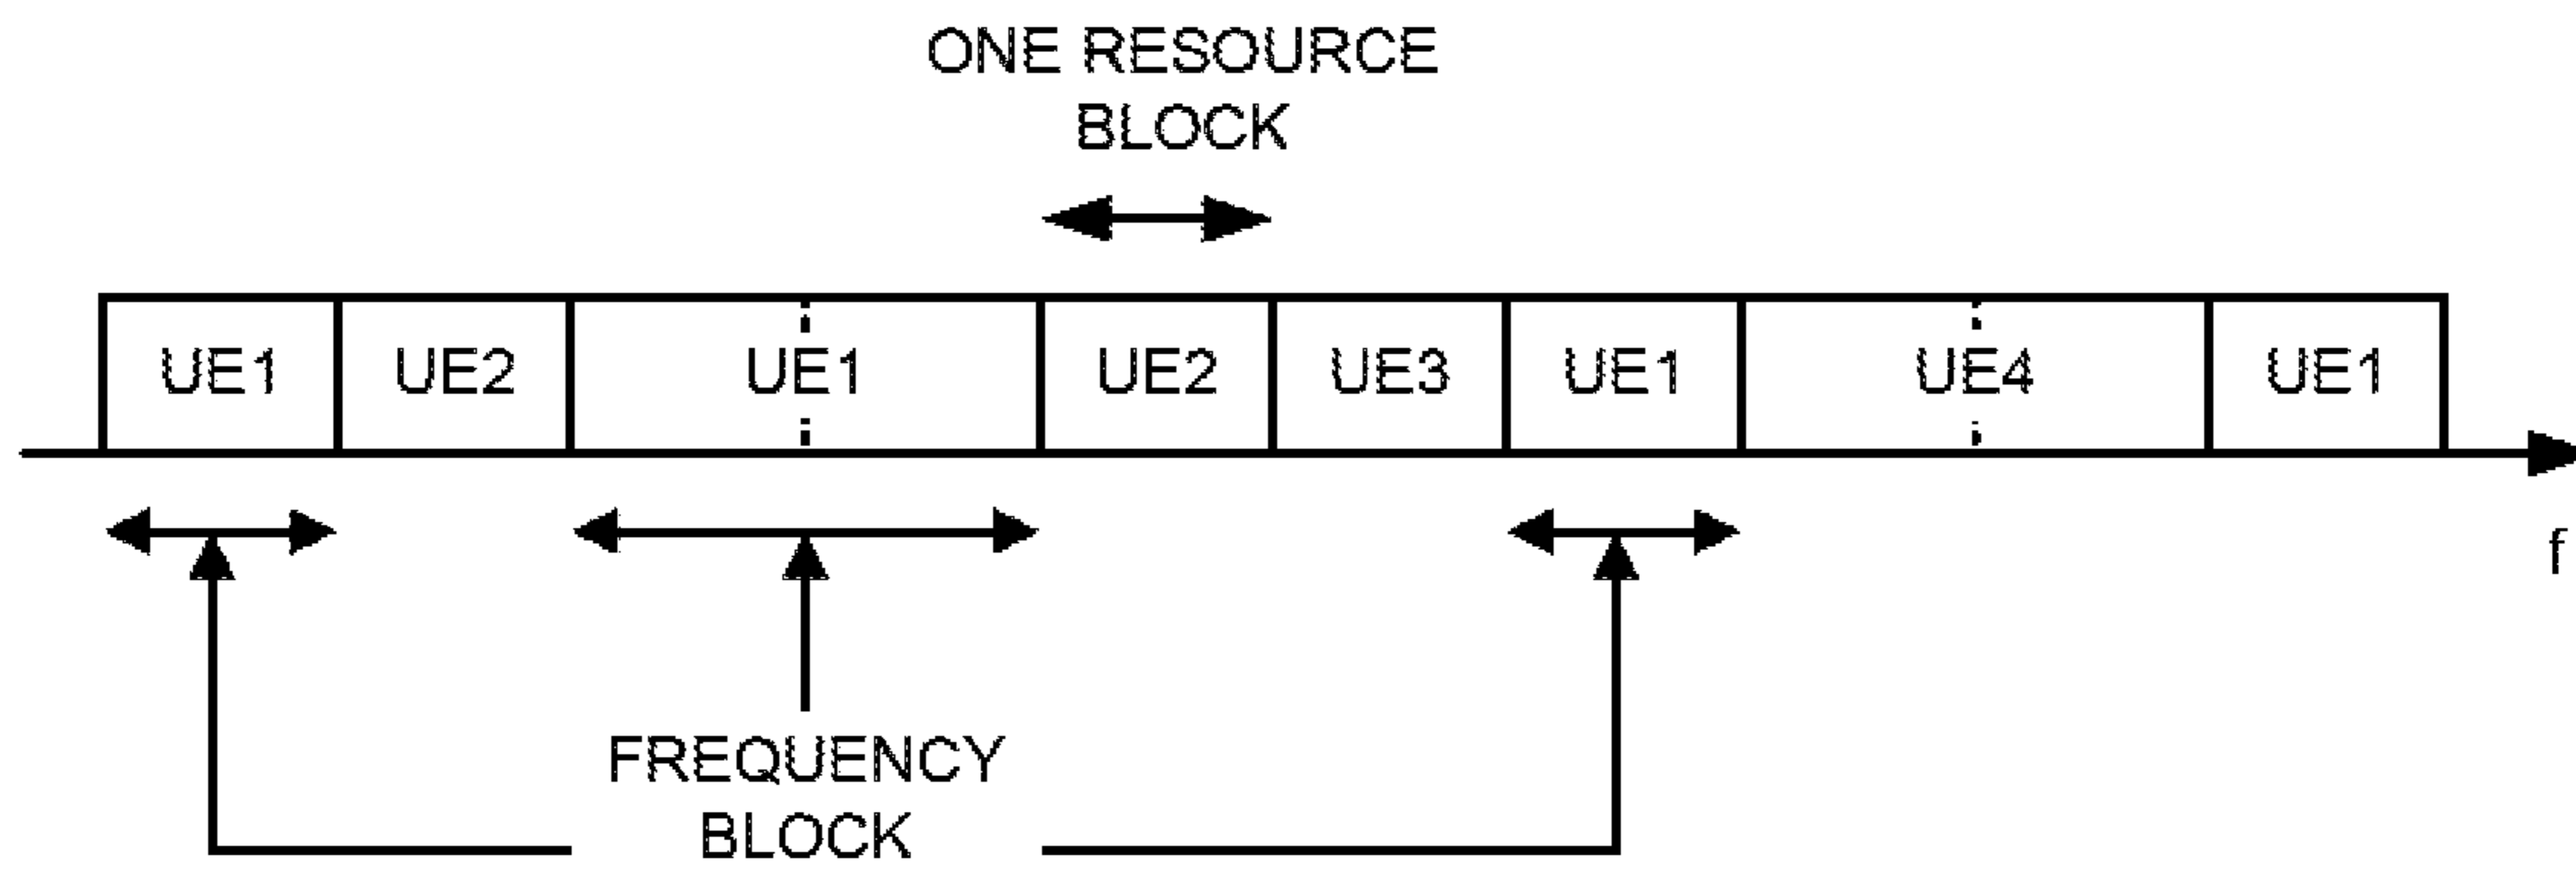 ONE RESOURCE
BLOCK
UE1 UE2 UE1 UE2 UE3 UE1 UE4 UE1
f
FREQUENCY
BLOCK